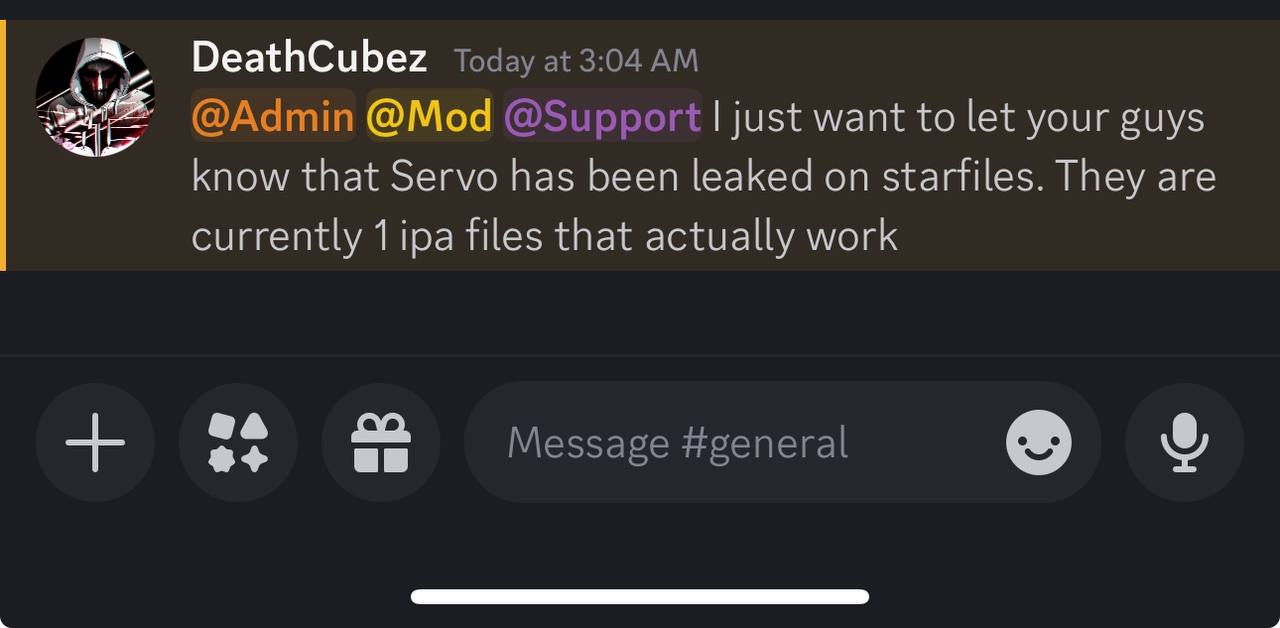 DeathCubez Today at 3:04 AM
@Admin @Mod @Support I just want to let your guys
know that Servo has been leaked on starfiles. They are
currently 1 ipa files that actually work
Message #general